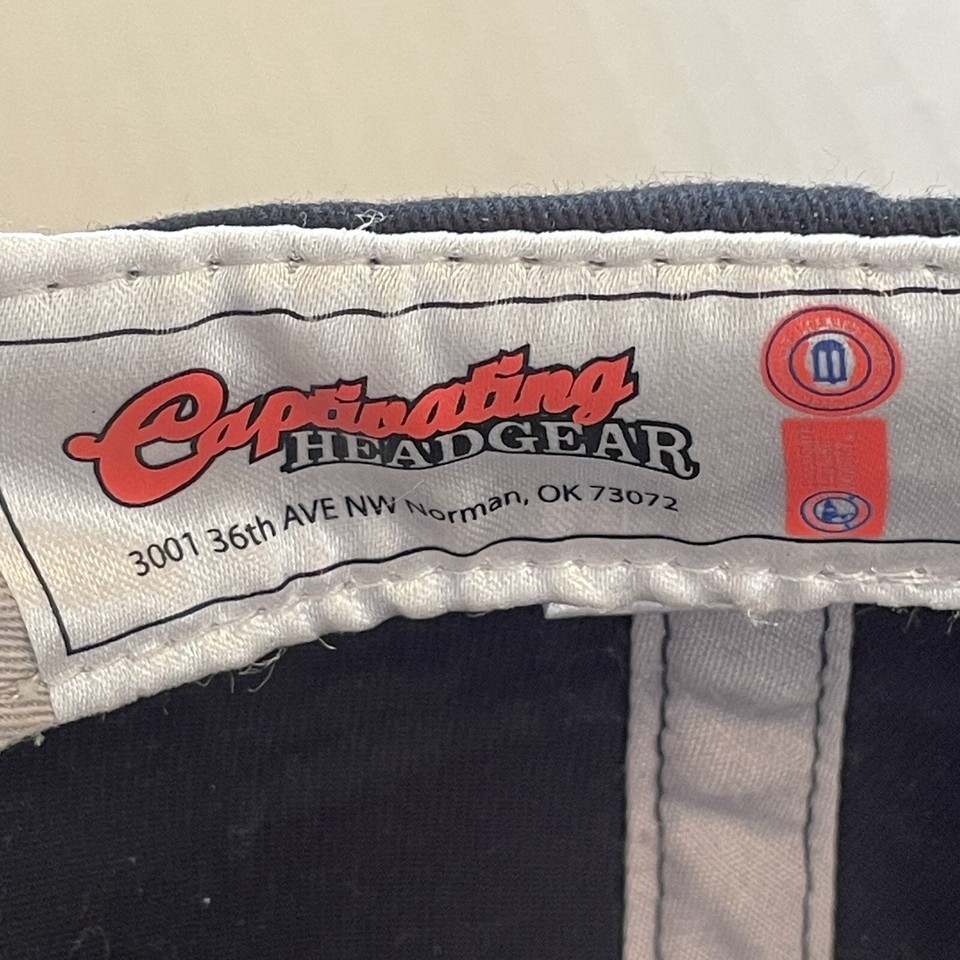 Captivating
HEADGEAR
3001 36th AVE NW Norman, OK 73072